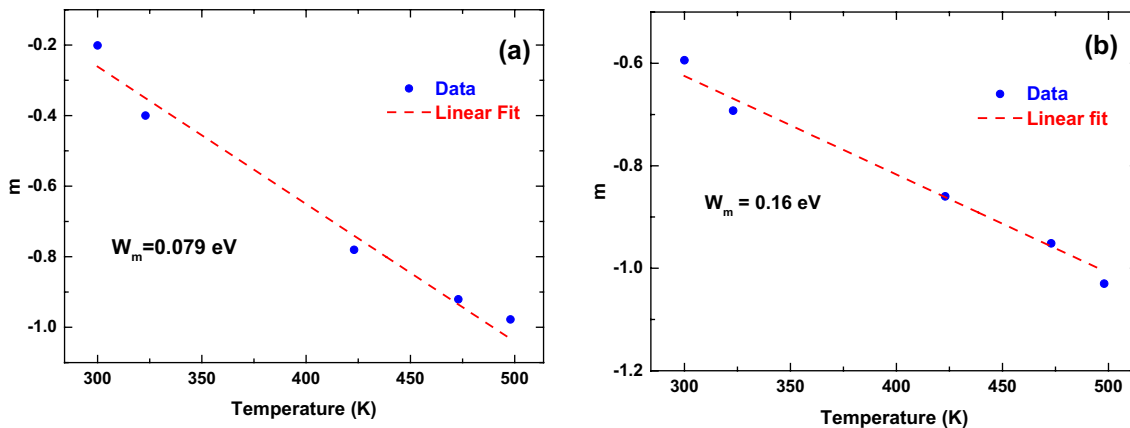 (a)
-0.2
-0.4
-0.6
-0.8
-1.0
m
Data
Linear Fit
W_m=0.079 eV
300
350
400
450
500
Temperature (K)
(b)
-0.6
-0.8
-1.0
-1.2
m
Data
Linear fit
W_m = 0.16 eV
300
350
400
450
500
Temperature (K)